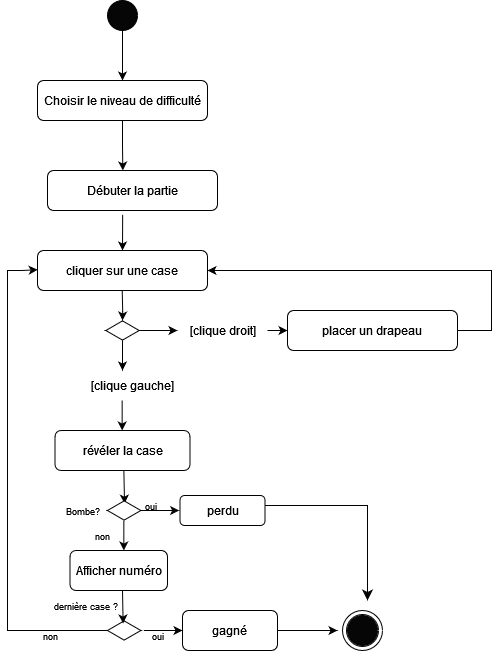 Choisir le niveau de difficulté
Débuter la partie
cliquer sur une case
[clique droit]
placer un drapeau
[clique gauche]
révéler la case
Bombe?
oui
perdu
non
Afficher numéro
dernière case ?
non
oui
gagné